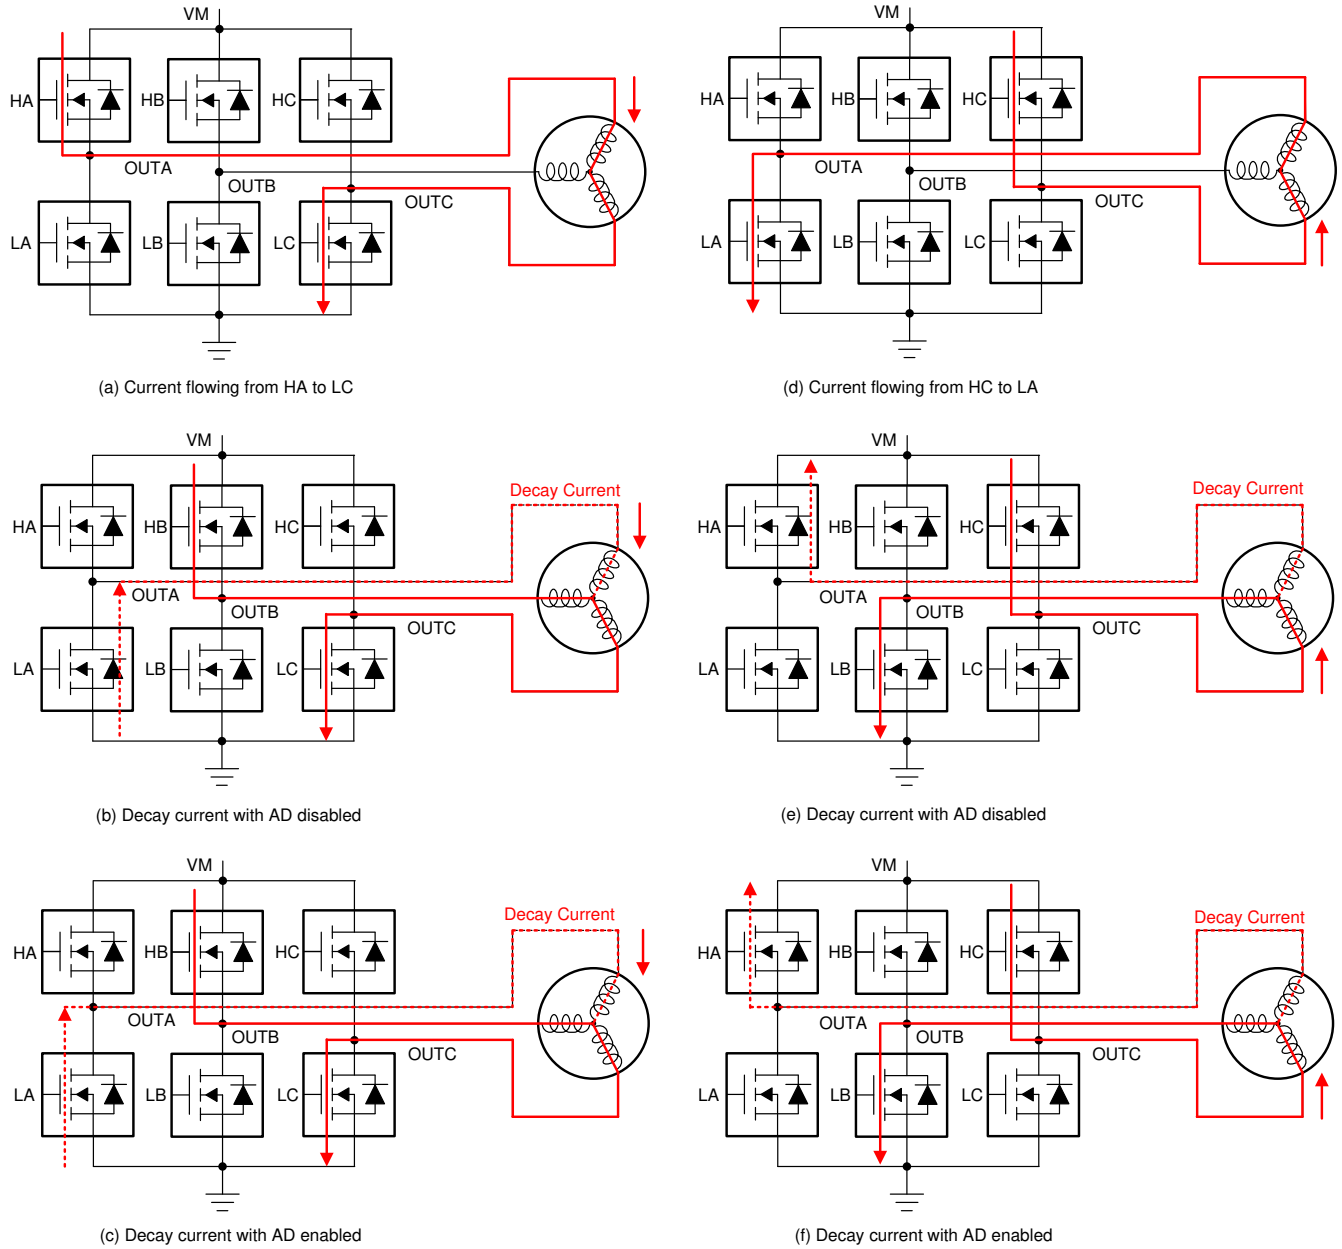 VM
HA
HB
HC
OUTA
OUTB
OUTC
LA
LB
LC
(a) Current flowing from HA to LC
VM
HA
HB
HC
OUTA
OUTB
OUTC
LA
LB
LC
(d) Current flowing from HC to LA
VM
Decay Current
HA
HB
HC
OUTA
OUTB
OUTC
LA
LB
LC
(b) Decay current with AD disabled
VM
Decay Current
HA
HB
HC
OUTA
OUTB
OUTC
LA
LB
LC
(e) Decay current with AD disabled
VM
Decay Current
HA
HB
HC
OUTA
OUTB
OUTC
LA
LB
LC
(c) Decay current with AD enabled
VM
Decay Current
HA
HB
HC
OUTA
OUTB
OUTC
LA
LB
LC
(f) Decay current with AD enabled